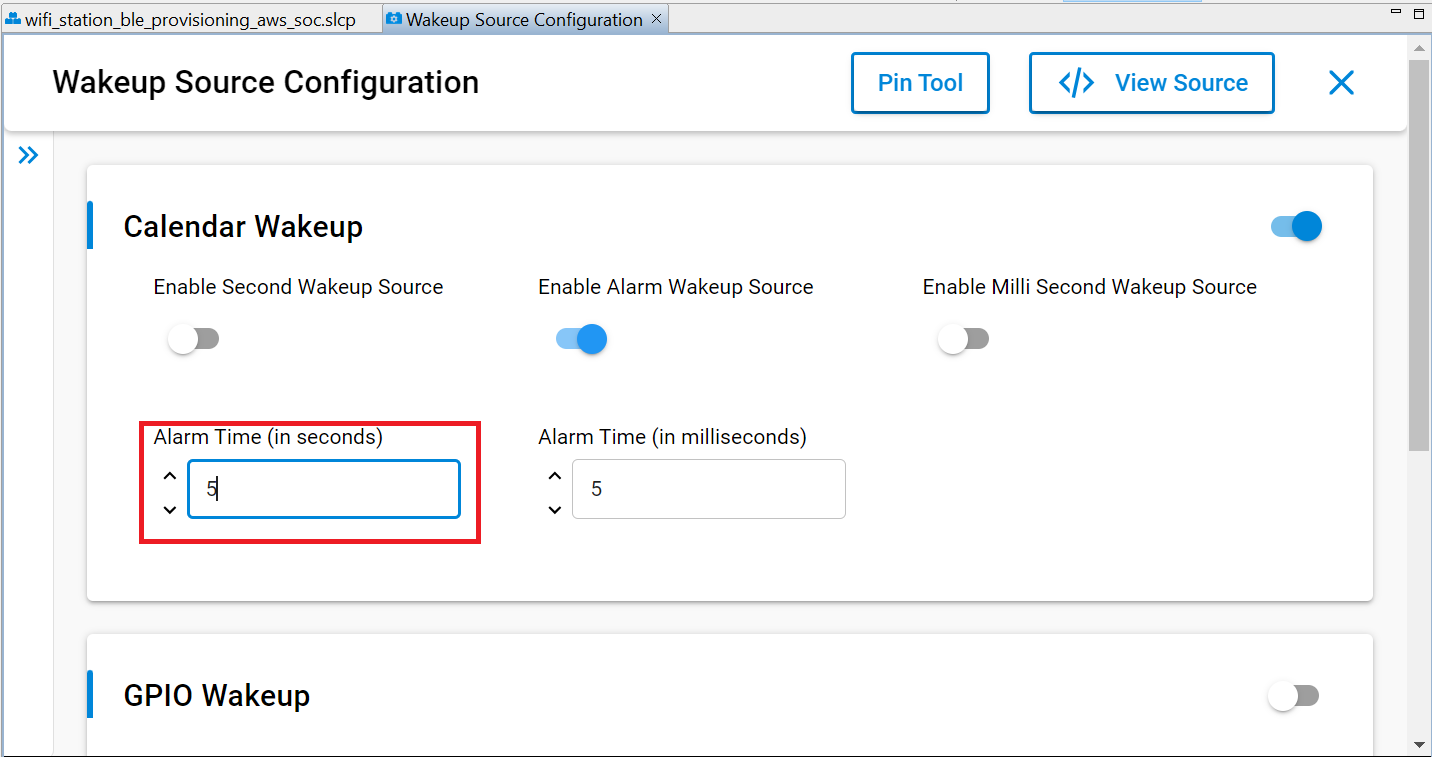 wifi_station_ble_provisioning_aws_soc.slcp
Wakeup Source Configuration
Wakeup Source Configuration
Pin Tool
</> View Source
Calendar Wakeup
Enable Second Wakeup Source
Enable Alarm Wakeup Source
Enable Milli Second Wakeup Source
Alarm Time (in seconds)
Alarm Time (in milliseconds)
5
5
GPIO Wakeup